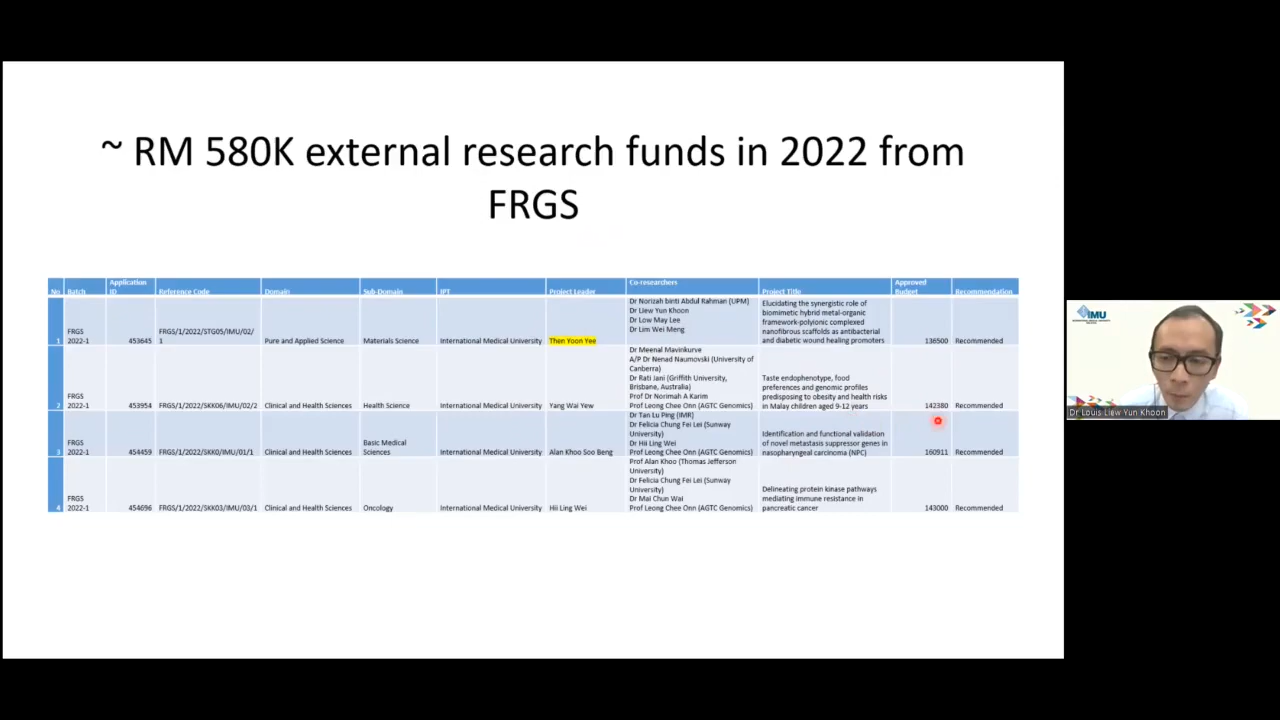 ~ RM 580K external research funds in 2022 from
FRGS
No Batch Application ID Reference Code Domain Sub-Domain IPT Project Leader Co-researchers Project Title Approved Budget Recommendation
1
FRGS
2022-1
453645
FRGS/1/2022/STG05/IMU/02/
1
Pure and Applied Science
Materials Science
International Medical University
Then Yoon Yee
Dr Norizah binti Abdul Rahman (UPM)
Dr Liew Yun Khoon
Dr Low May Lee
Dr Lim Wei Meng
Elucidating the synergistic role of
biomimetic hybrid metal-organic
framework-polyionic complexed
nanofibrous scaffolds as antibacterial
and diabetic wound healing promoters
136500
Recommended
2
FRGS
2022-1
453954
FRGS/1/2022/SKK06/IMU/02/2
Clinical and Health Sciences
Health Science
International Medical University
Yang Wai Yew
Dr Meenal Mavinkurve
A/P Dr Nenad Naumovski (University of
Canberra)
Dr Rati Jani (Griffith University,
Brisbane, Australia)
Prof Dr Norimah A Karim
Prof Leong Chee Onn (AGTC Genomics)
Taste endophenotype, food
preferences and genomic profiles
predisposing to obesity and health risks
in Malay children aged 9-12 years
142380
Recommended
3
FRGS
2022-1
454459
FRGS/1/2022/SKK0/IMU/01/1
Clinical and Health Sciences
Basic Medical
Sciences
International Medical University
Alan Khoo Soo Beng
Dr Tan Lu Ping (IMR)
Dr Felicia Chung Fei Lei (Sunway
University)
Dr Hii Ling Wei
Prof Leong Chee Onn (AGTC Genomics)
Identification and functional validation
of novel metastasis suppressor genes in
nasopharyngeal carcinoma (NPC)
160911
Recommended
4
FRGS
2022-1
454696
FRGS/1/2022/SKK03/IMU/03/1
Clinical and Health Sciences
Oncology
International Medical University
Hii Ling Wei
Prof Alan Khoo (Thomas Jefferson
University)
Dr Felicia Chung Fei Lei (Sunway
University)
Dr Mai Chun Wai
Prof Leong Chee Onn (AGTC Genomics)
Delineating protein kinase pathways
mediating immune resistance in
pancreatic cancer
143000
Recommended
IMU
Dr Louis Liew Yun Khoon